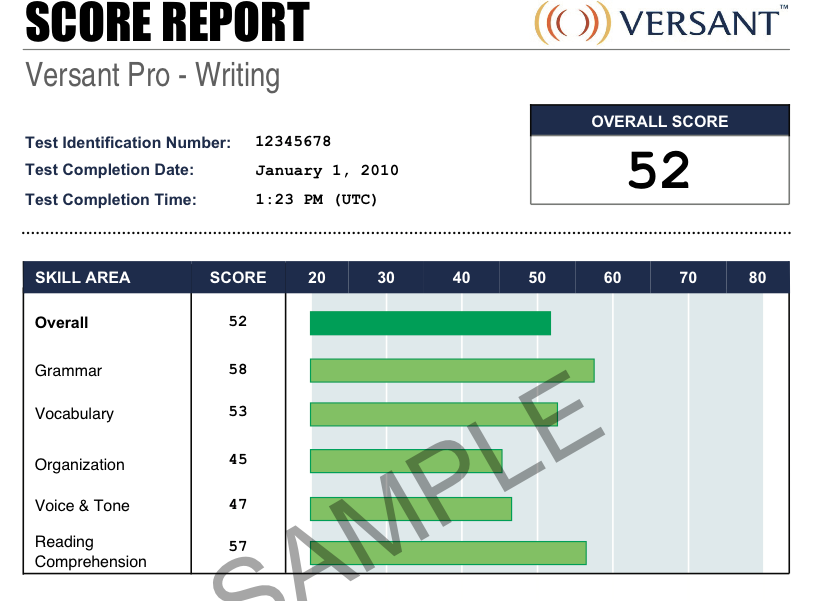 SCORE REPORT
VERSANT™
Versant Pro - Writing
OVERALL SCORE
52
Test Identification Number: 12345678
Test Completion Date: January 1, 2010
Test Completion Time: 1:23 PM (UTC)
SKILL AREA SCORE 20 30 40 50 60 70 80
Overall 52
Grammar 58
Vocabulary 53
Organization 45
Voice & Tone 47
Reading
Comprehension 57
SAMPLE